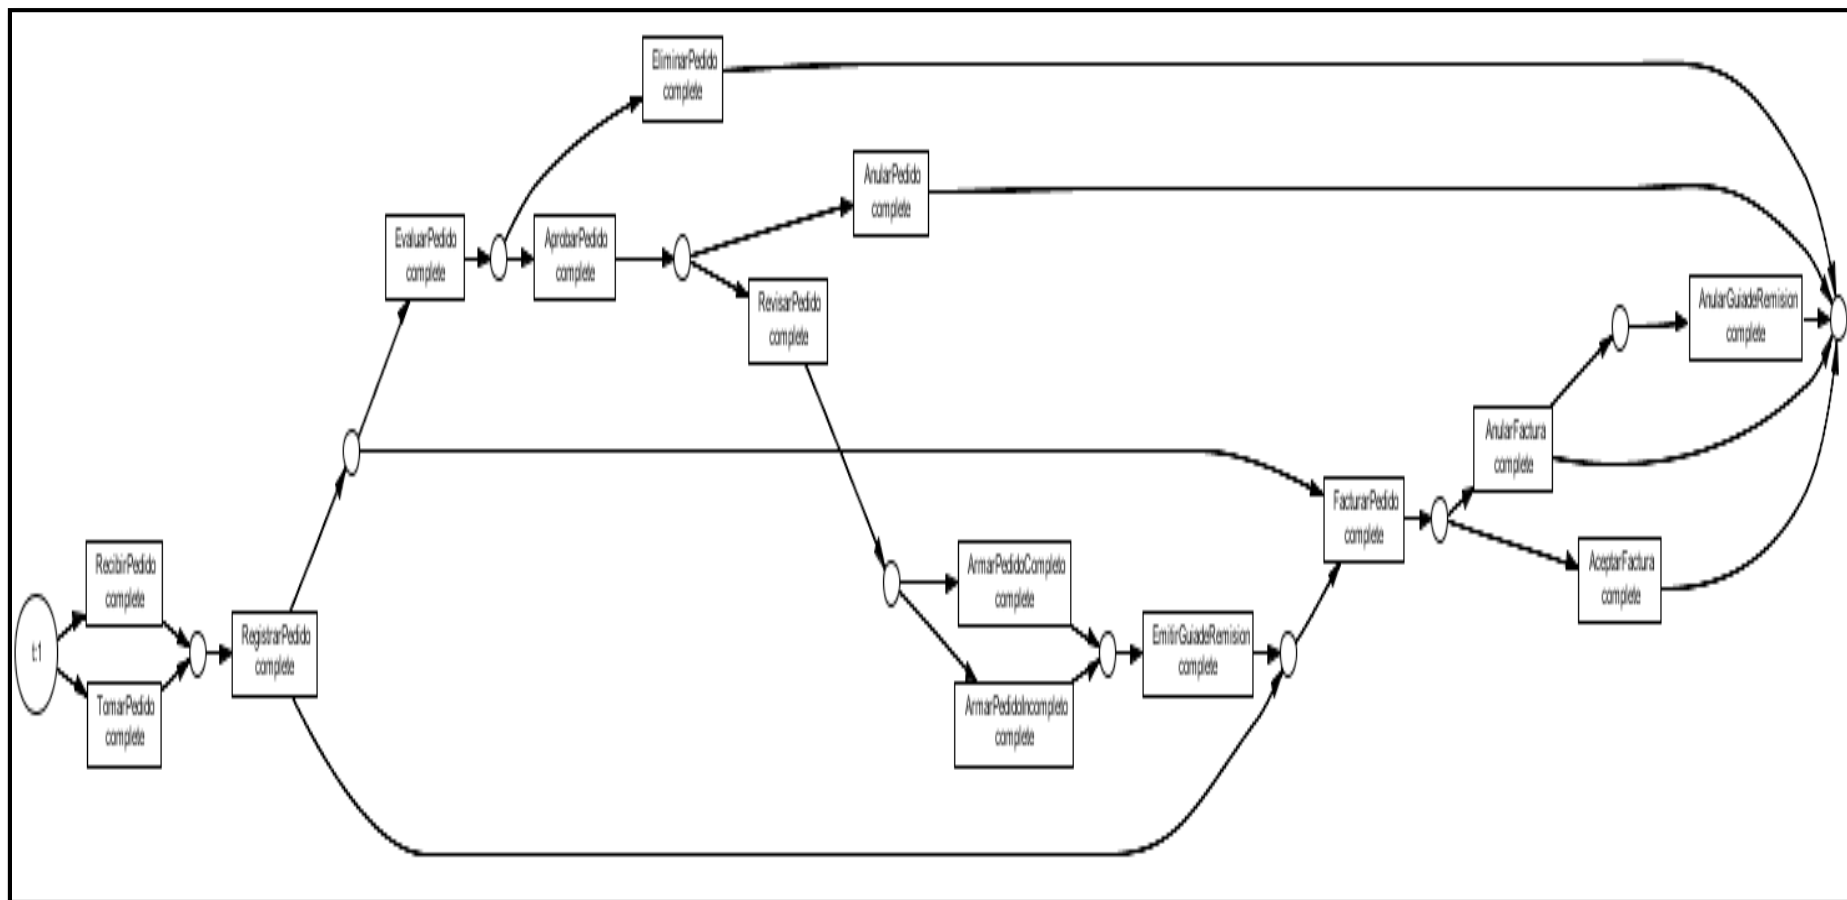 EliminarPedido
complete
AnularPedido
complete
EvaluarPedido
complete
AprobarPedido
complete
RevisarPedido
complete
AnularGuiadeRemision
complete
AnularFactura
complete
FacturarPedido
complete
RecibirPedido
complete
ArmarPedidoCompleto
complete
AceptarFactura
complete
t:1
RegistrarPedido
complete
EmitirGuiadeRemision
complete
TomarPedido
complete
ArmarPedidoIncompleto
complete